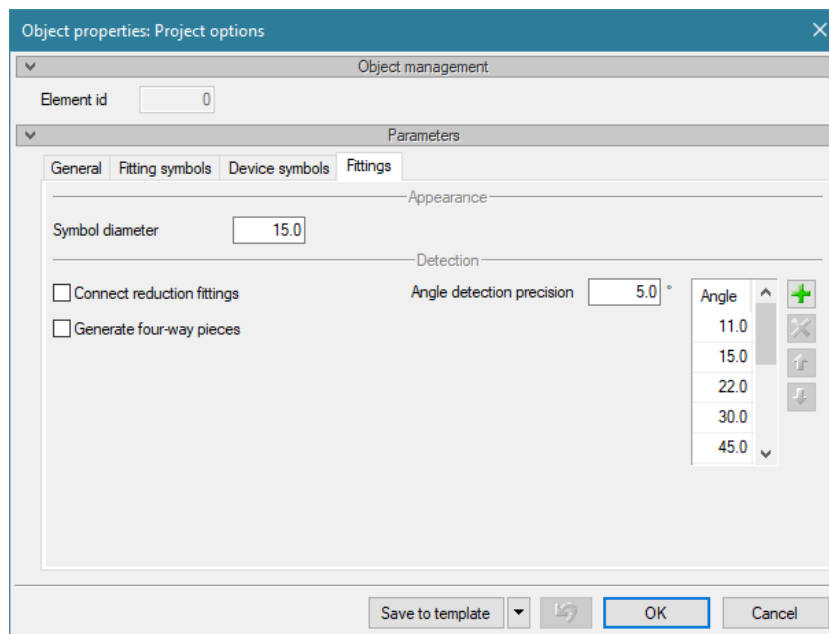 Object properties: Project options
Object management
Element id 0
Parameters
General Fitting symbols Device symbols Fittings
Appearance
Symbol diameter 15.0
Detection
Connect reduction fittings Angle detection precision 5.0 ° Angle
11.0
Generate four-way pieces
15.0
22.0
30.0
45.0
Save to template OK Cancel